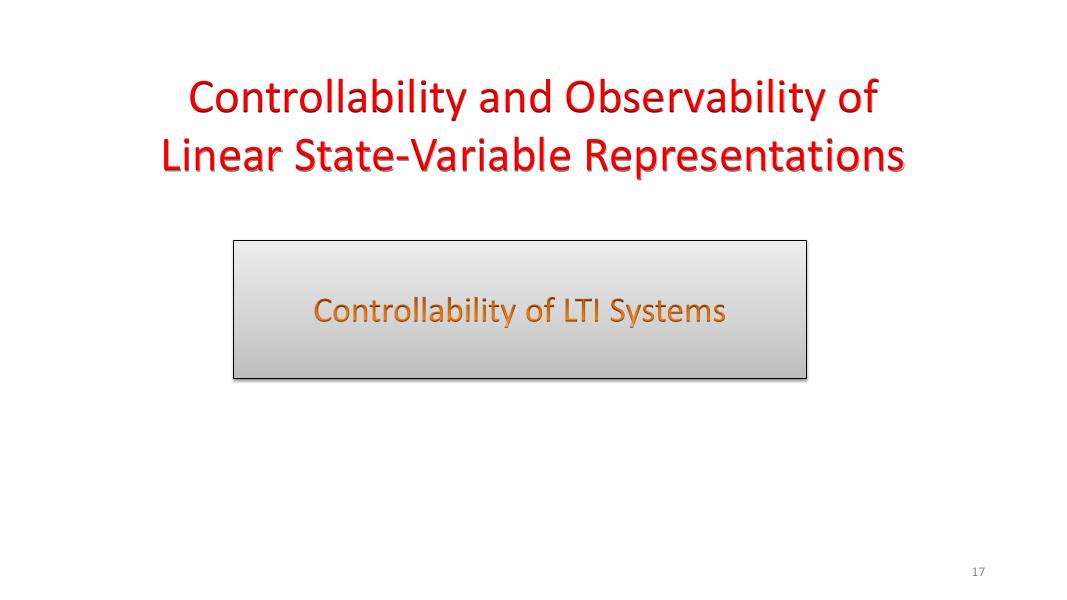 Controllability and Observability of
Linear State-Variable Representations
Controllability of LTI Systems
17